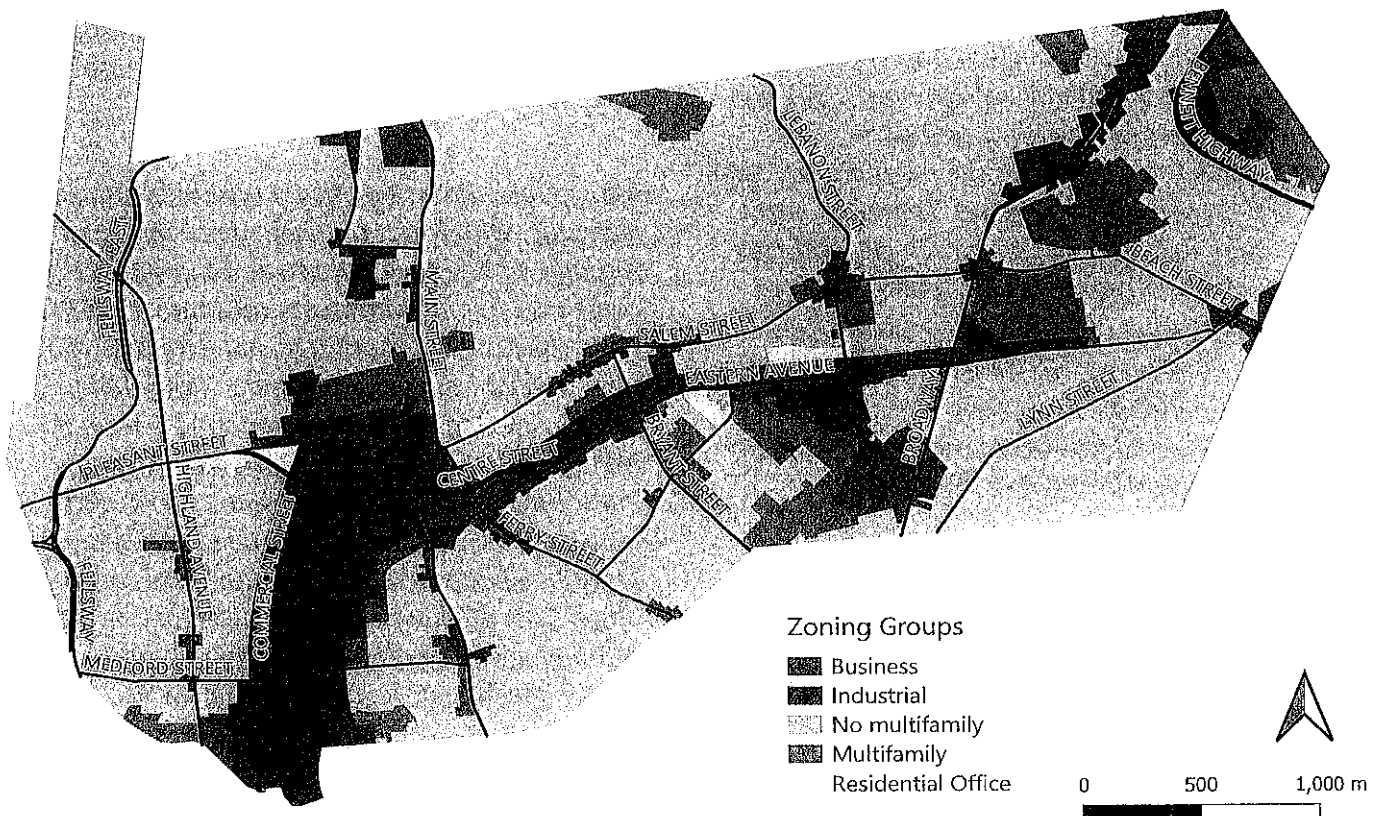 LEBANON STREET
BENNETT HIGHWAY
FELLSWAY EAST
LYNN STREET
BEACH STREET
SALEM STREET
EASTERN AVENUE
BROADWAY
LYNN STREET
PLEASANT STREET
CENTRE STREET
BRYANT STREET
HIGHLAND AVENUE
COMMERCIAL STREET
FERRY STREET
FELLSWAY
MEDFORD STREET
Zoning Groups
Business
Industrial
No multifamily
Multifamily
Residential Office
0 500 1,000 m